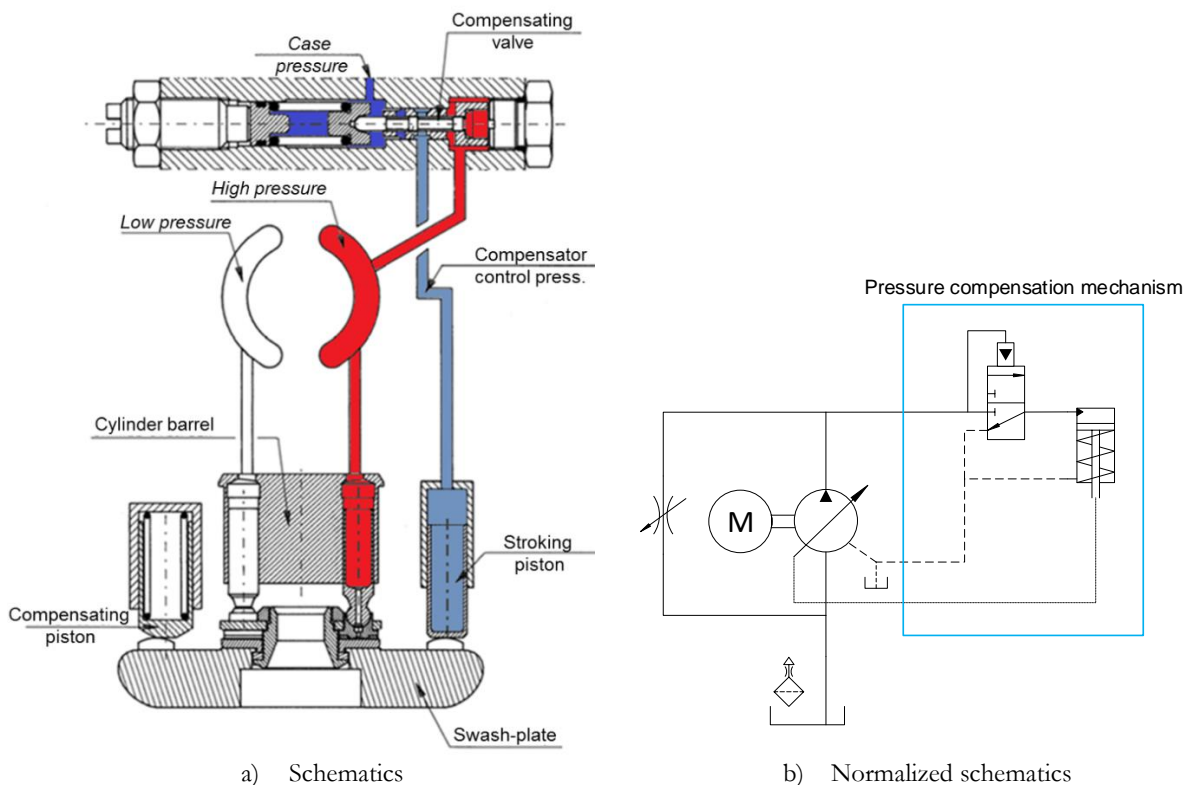 Compensating
valve
Case
pressure
High pressure
Low pressure
Compensator
control press.
Cylinder barrel
Stroking
piston
Compensating
piston
Swash-plate
a) Schematics
Pressure compensation mechanism
M
b) Normalized schematics